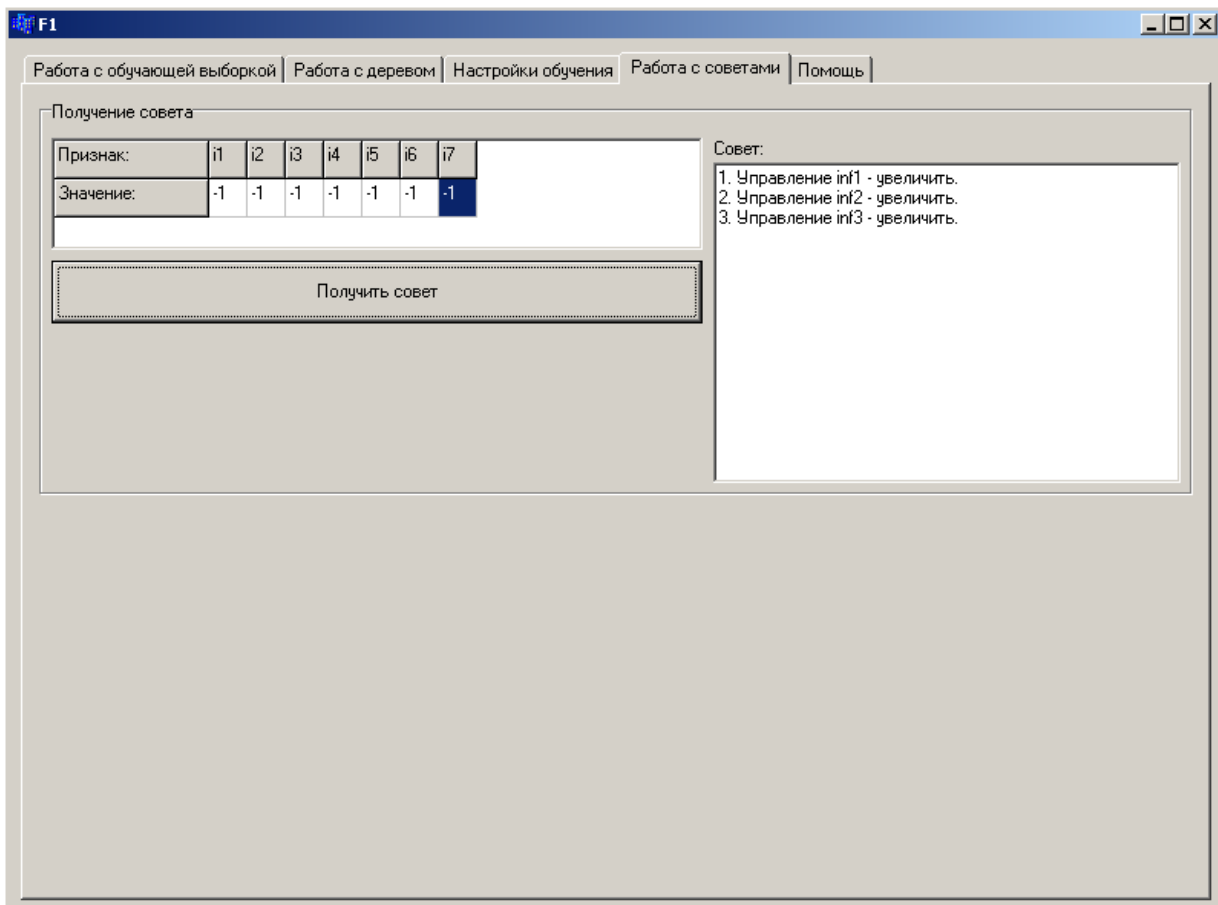 F1
Работа с обучающей выборкой Работа с деревом Настройки обучения Работа с советами Помощь
Получение совета
Признак: i1 i2 i3 i4 i5 i6 i7
Значение: -1 -1 -1 -1 -1 -1 -1
Получить совет
Совет:
1. Управление inf1 - увеличить.
2. Управление inf2 - увеличить.
3. Управление inf3 - увеличить.